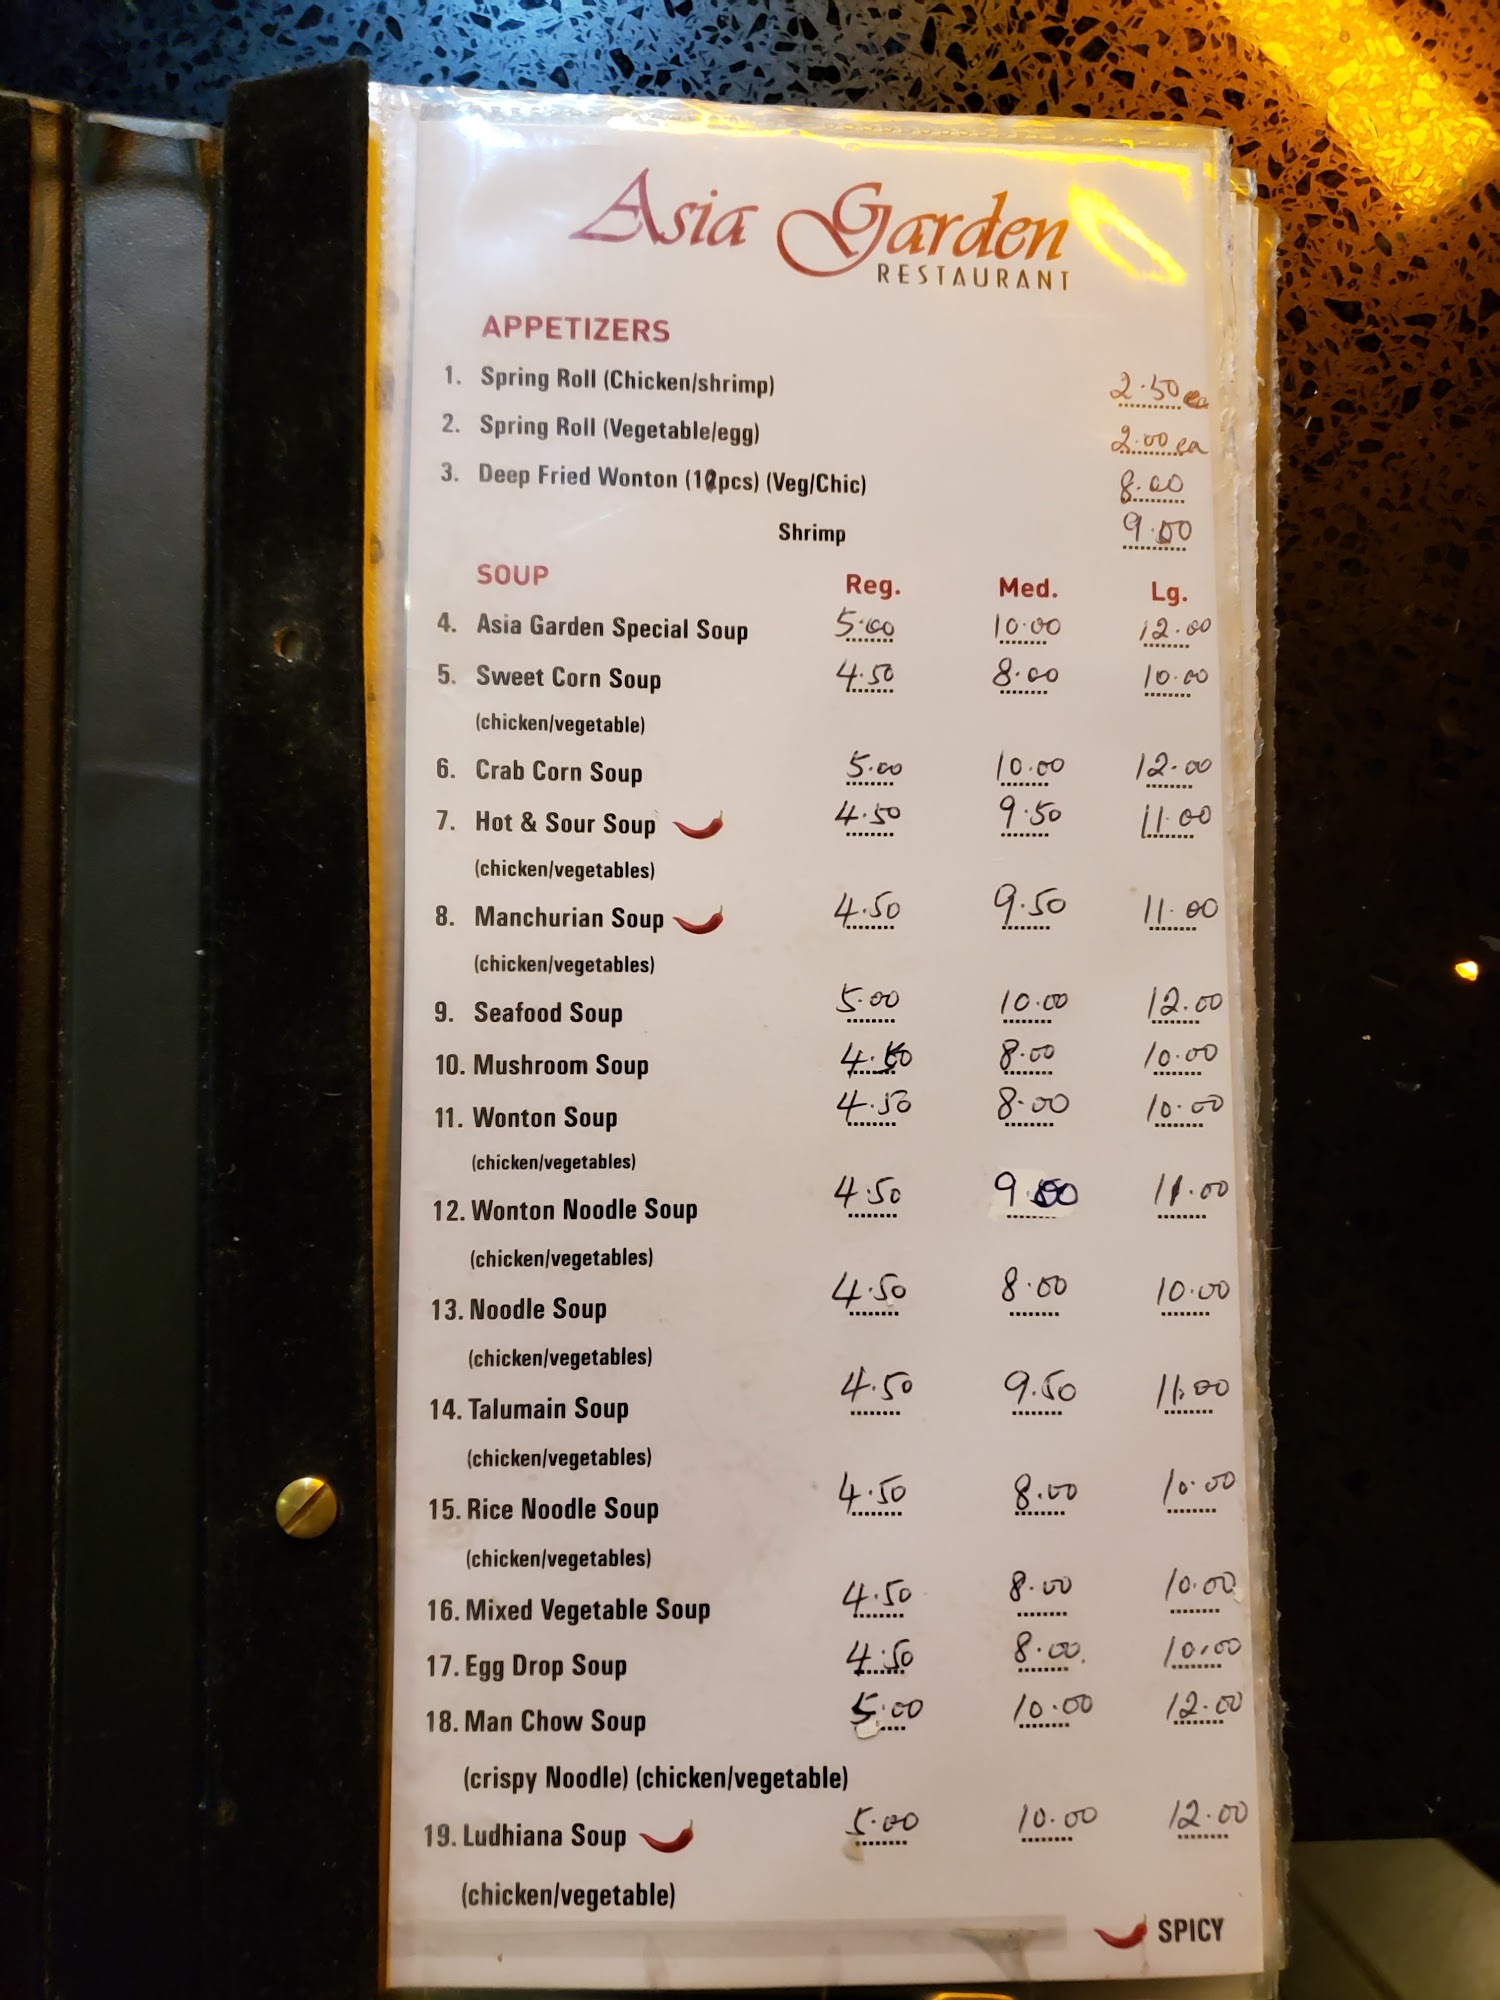 Asia Garden
RESTAURANT
APPETIZERS
1. Spring Roll (Chicken/shrimp) 2.50 ea
2. Spring Roll (Vegetable/egg) 2.00 ea
3. Deep Fried Wonton (12pcs) (Veg/Chic) 8.00
Shrimp 9.00
SOUP Reg. Med. Lg.
4. Asia Garden Special Soup 5.00 10.00 12.00
5. Sweet Corn Soup 4.50 8.00 10.00
(chicken/vegetable)
6. Crab Corn Soup 5.00 10.00 12.00
7. Hot & Sour Soup 4.50 9.50 11.00
(chicken/vegetables)
8. Manchurian Soup 4.50 9.50 11.00
(chicken/vegetables)
9. Seafood Soup 5.00 10.00 12.00
10. Mushroom Soup 4.50 8.00 10.00
11. Wonton Soup 4.50 8.00 10.00
(chicken/vegetables)
12. Wonton Noodle Soup 4.50 11.00
(chicken/vegetables)
13. Noodle Soup 4.50 8.00 10.00
(chicken/vegetables)
14. Talumain Soup 4.50 9.50 11.00
(chicken/vegetables)
15. Rice Noodle Soup 4.50 8.00 10.00
(chicken/vegetables)
16. Mixed Vegetable Soup 4.50 8.00 10.00
17. Egg Drop Soup 4.50 8.00 10.00
18. Man Chow Soup 5.00 10.00 12.00
(crispy Noodle) (chicken/vegetable)
19. Ludhiana Soup 5.00 10.00 12.00
(chicken/vegetable)
SPICY